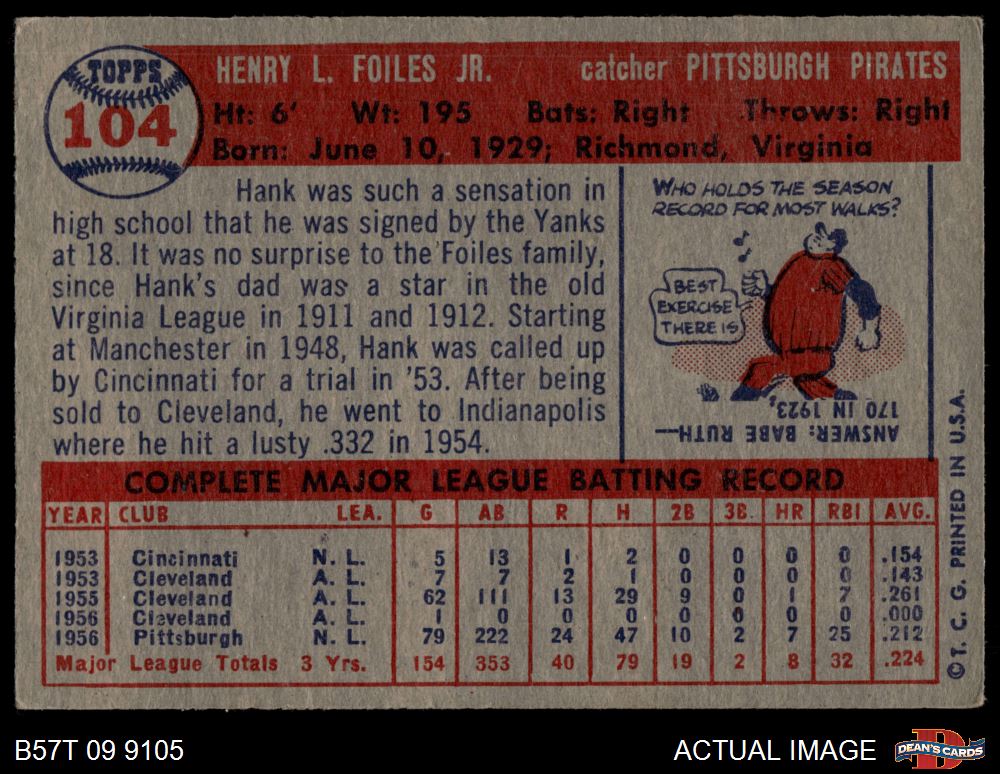 TOPPS
104
HENRY L. FOILES JR. catcher PITTSBURGH PIRATES
Ht: 6' Wt: 195 Bats: Right Throws: Right
Born: June 10, 1929; Richmond, Virginia
Hank was such a sensation in
high school that he was signed by the Yanks
at 18. It was no surprise to the Foiles family,
since Hank's dad was a star in the old
Virginia League in 1911 and 1912. Starting
at Manchester in 1948, Hank was called up
by Cincinnati for a trial in '53. After being
sold to Cleveland, he went to Indianapolis
where he hit a lusty .332 in 1954.
WHO HOLDS THE SEASON
RECORD FOR MOST WALKS?
BEST
EXERCISE
THERE IS
ANSWER: BABE RUTH—
170 IN 1923.
COMPLETE MAJOR LEAGUE BATTING RECORD
YEAR CLUB LEA. G AB R H 2B 3B. HR RBI AVG.
1953 Cincinnati N. L. 5 13 1 2 0 0 0 0 .154
1953 Cleveland A. L. 7 7 2 1 0 0 0 0 .143
1955 Cleveland A. L. 62 111 13 29 9 0 1 7 .261
1956 Cleveland A. L. 1 0 0 0 0 0 0 0 .000
1956 Pittsburgh N. L. 79 222 24 47 10 2 7 25 .212
Major League Totals 3 Yrs. 154 353 40 79 19 2 8 32 .224
© T. C. G. PRINTED IN U.S.A.
B57T 09 9105
ACTUAL IMAGE
DEAN'S CARDS